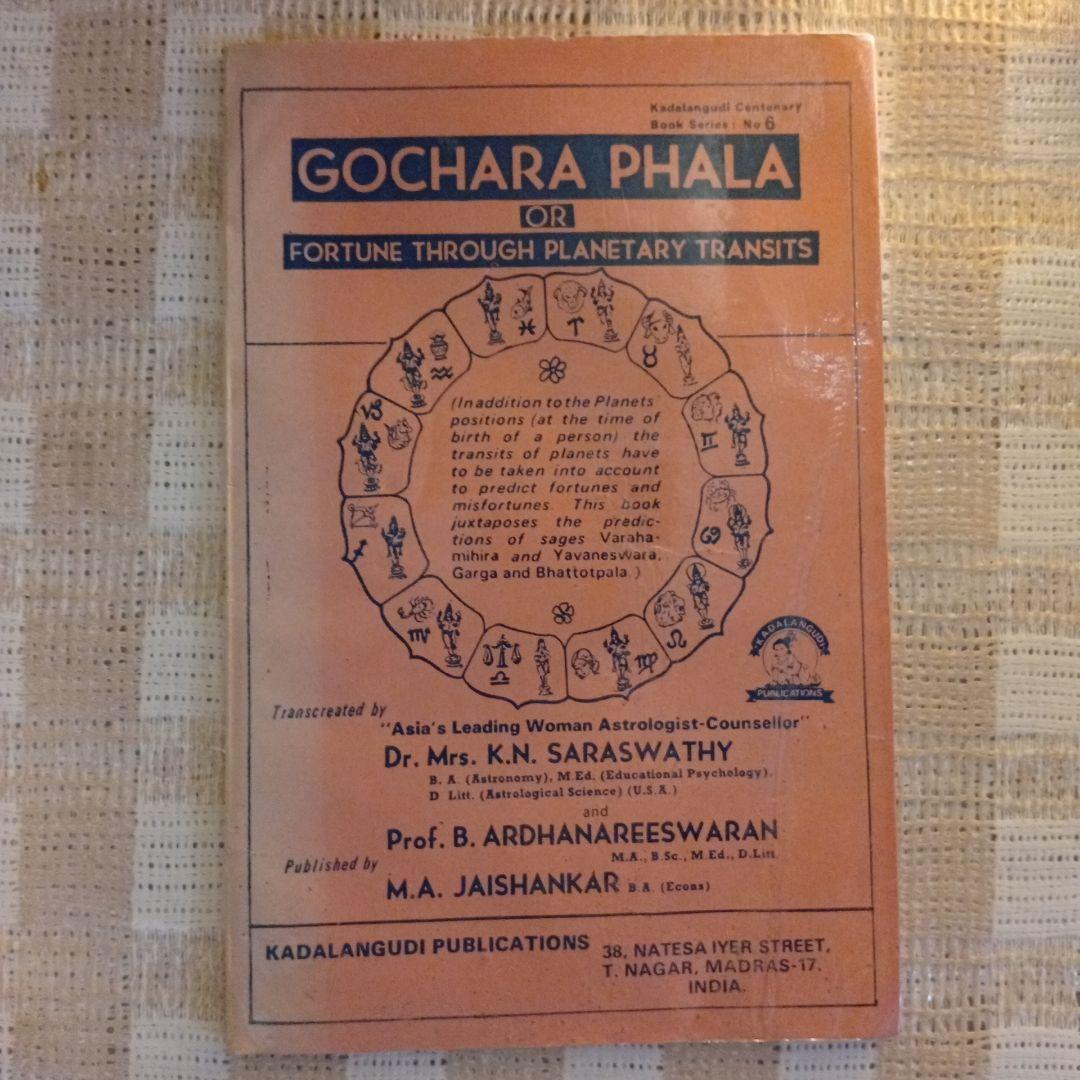 Kadalangudi Centenary
Book Series : No 6
GOCHARA PHALA
OR
FORTUNE THROUGH PLANETARY TRANSITS
(In addition to the Planets'
positions (at the time of
birth of a person) the
transits of planets have
to be taken into account
to predict fortunes and
misfortunes. This book
juxtaposes the predic-
tions of sages Varaha-
mihira and Yavaneswara,
Garga and Bhattotpala.)
KADALANGUDI
PUBLICATIONS
Transcreated by
"Asia's Leading Woman Astrologist-Counsellor"
Dr. Mrs. K.N. SARASWATHY
B. A. (Astronomy), M.Ed. (Educational Psychology),
D Litt. (Astrological Science) (U.S.A.)
and
Prof. B. ARDHANAREESWARAN
M.A., B.Sc., M.Ed., D.Litt.
Published by
M.A. JAISHANKAR B.A. (Econs)
KADALANGUDI PUBLICATIONS
38, NATESA IYER STREET,
T. NAGAR, MADRAS-17.
INDIA.